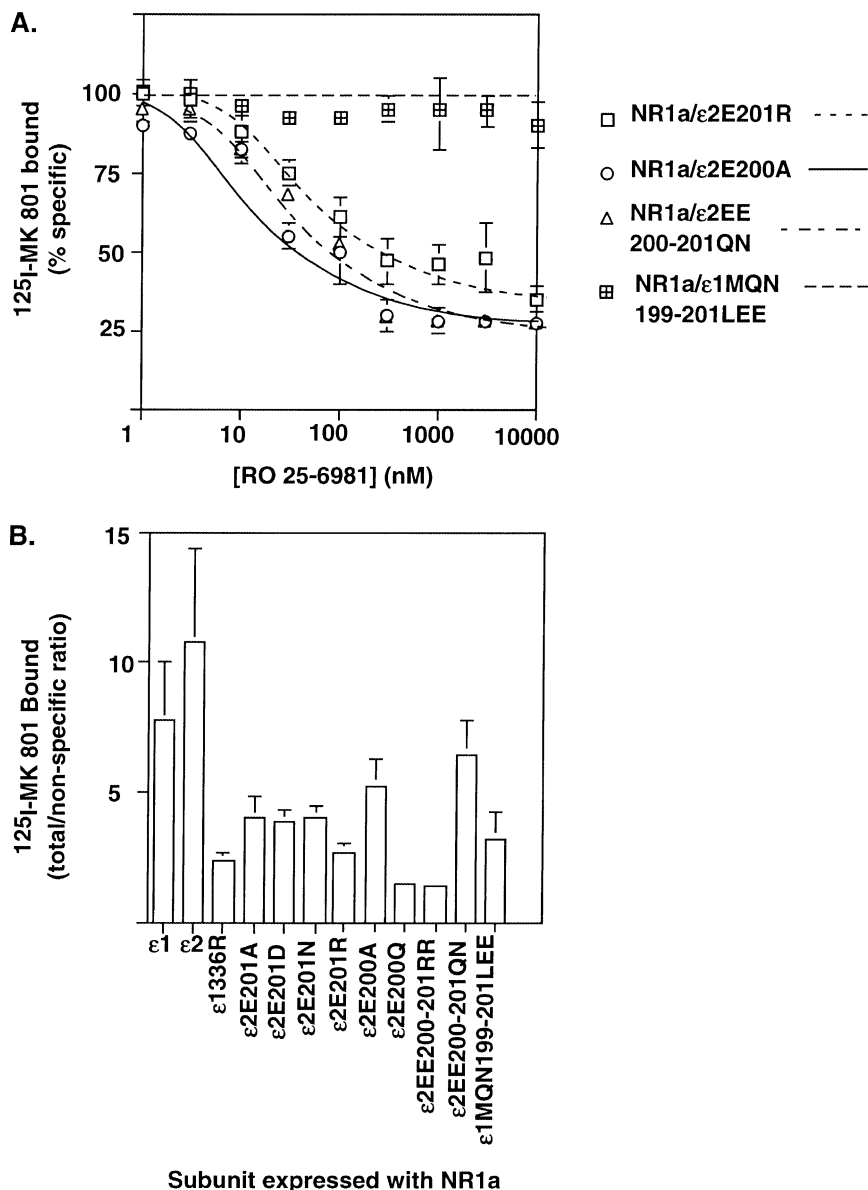 A.
125I-MK 801 bound
(% specific)
100
75
50
25
1 10 100 1000 10000
[RO 25-6981] (nM)
NR1a/ε2E201R
NR1a/ε2E200A
NR1a/ε2EE
200-201QN
NR1a/ε1MQN
199-201LEE
B.
125I-MK 801 Bound
(total/non-specific ratio)
15
10
5
ε1
ε2
ε1336R
ε2E201A
ε2E201D
ε2E201N
ε2E201R
ε2E200A
ε2E200Q
ε2EE200-201RR
ε2EE200-201QN
ε1MQN199-201LEE
Subunit expressed with NR1a